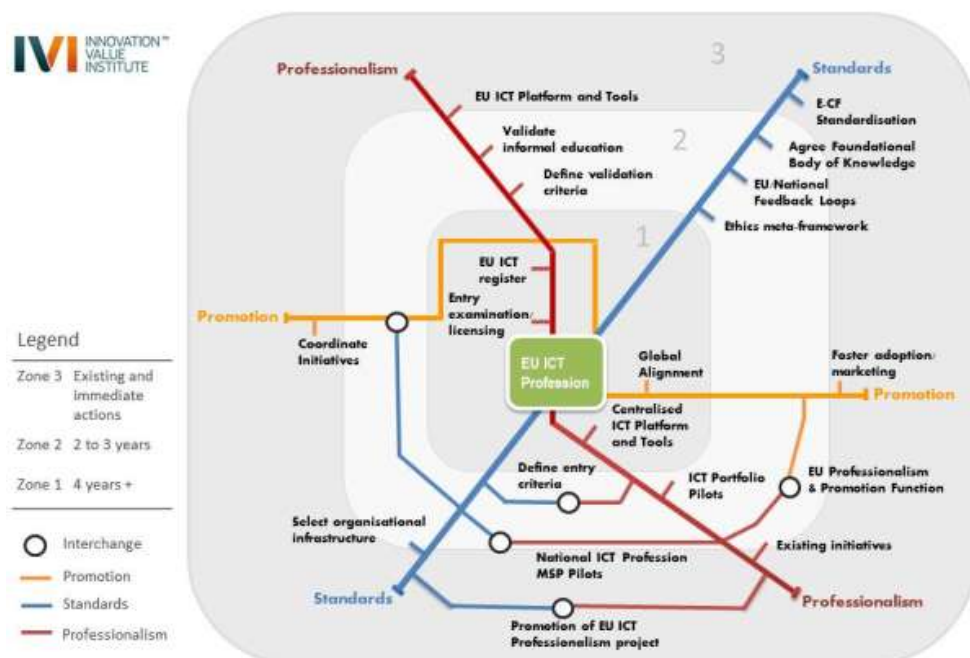 IVI INNOVATION™
VALUE
INSTITUTE
3
2
1
Professionalism
Standards
EU ICT Platform and Tools
Validate
informal education
Define validation
criteria
E-CF
Standardisation
Agree Foundational
Body of Knowledge
EU/National
Feedback Loops
Ethics meta-framework
EU ICT
register
Entry
examination/
licensing
Promotion
Coordinate
Initiatives
EU ICT
Profession
Global
Alignment
Foster adoption/
marketing
Promotion
Centralised
ICT Platform
and Tools
Define entry
criteria
ICT Portfolio
Pilots
EU Professionalism
& Promotion Function
Select organisational
infrastructure
National ICT Profession
MSP Pilots
Existing initiatives
Standards
Professionalism
Promotion of EU ICT
Professionalism project
Legend
Zone 3 Existing and
immediate
actions
Zone 2 2 to 3 years
Zone 1 4 years +
Interchange
Promotion
Standards
Professionalism